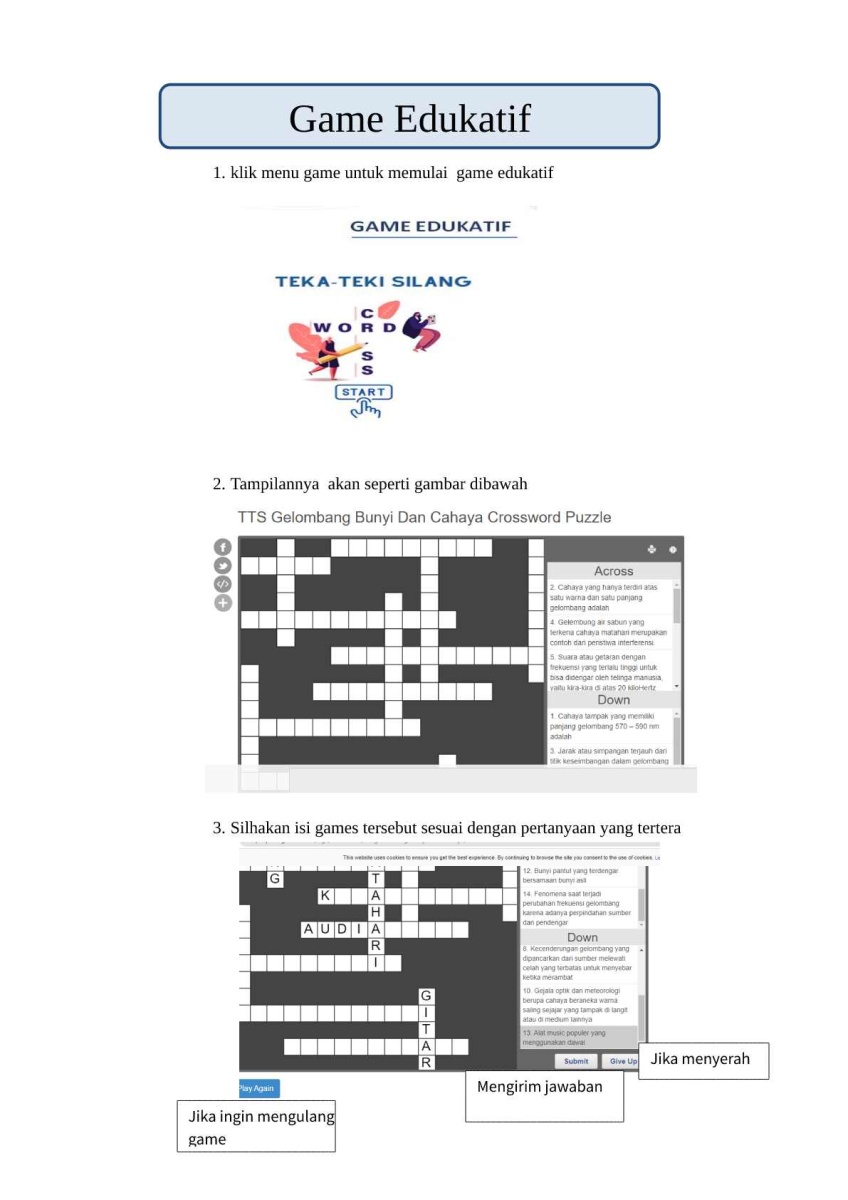 Game Edukatif
1. klik menu game untuk memulai  game edukatif
GAME EDUKATIF
TEKA-TEKI SILANG
C
W O R D
S
S
START
2. Tampilannya  akan seperti gambar dibawah
TTS Gelombang Bunyi Dan Cahaya Crossword Puzzle
Across
2. Cahaya yang hanya terdiri atas
satu warna dan satu panjang
gelombang adalah
4. Gelembung air sabun yang
terkena cahaya matahari merupakan
contoh dari peristiwa interferensi.
5. Suara atau getaran dengan
frekuensi yang terlalu tinggi untuk
bisa didengar oleh telinga manusia,
yaitu kira-kira di atas 20 kiloHertz
Down
1. Cahaya tampak yang memiliki
panjang gelombang 570 – 590 nm
adalah
3. Jarak atau simpangan terjauh dari
titik keseimbangan dalam gelombang
3. Silhakan isi games tersebut sesuai dengan pertanyaan yang tertera
This website uses cookies to ensure you get the best experience. By continuing to browse the site you consent to the use of cookies.
12. Bunyi pantul yang terdengar
bersamaan bunyi asli
14. Fenomena saat terjadi
perubahan frekuensi gelombang
karena adanya perpindahan sumber
dan pendengar
Down
8. Kecenderungan gelombang yang
dipancarkan dari sumber melewati
celah yang terbatas untuk menyebar
ketika merambat
10. Gejala optik dan meteorologi
berupa cahaya beraneka warna
saling sejajar yang tampak di langit
atau di medium lainnya
13. Alat music populer yang
menggunakan dawai
G T
K A
H
A U D I A
R
I
G
I
T
A
R
Submit Give Up
Jika menyerah
Mengirim jawaban
Play Again
Jika ingin mengulang
game